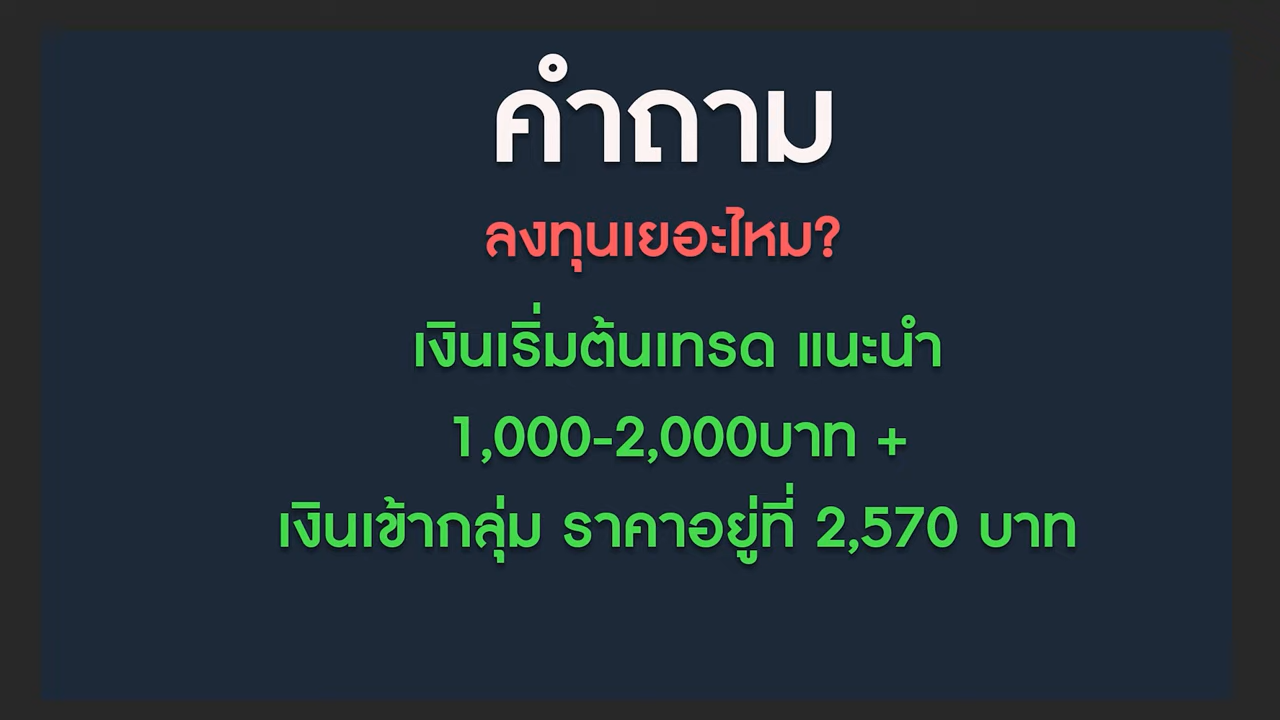 คำถาม
ลงทุนเยอะไหม?
เงินเริ่มต้นเทรด แนะนำ
1,000-2,000บาท +
เงินเข้ากลุ่ม ราคาอยู่ที่ 2,570 บาท